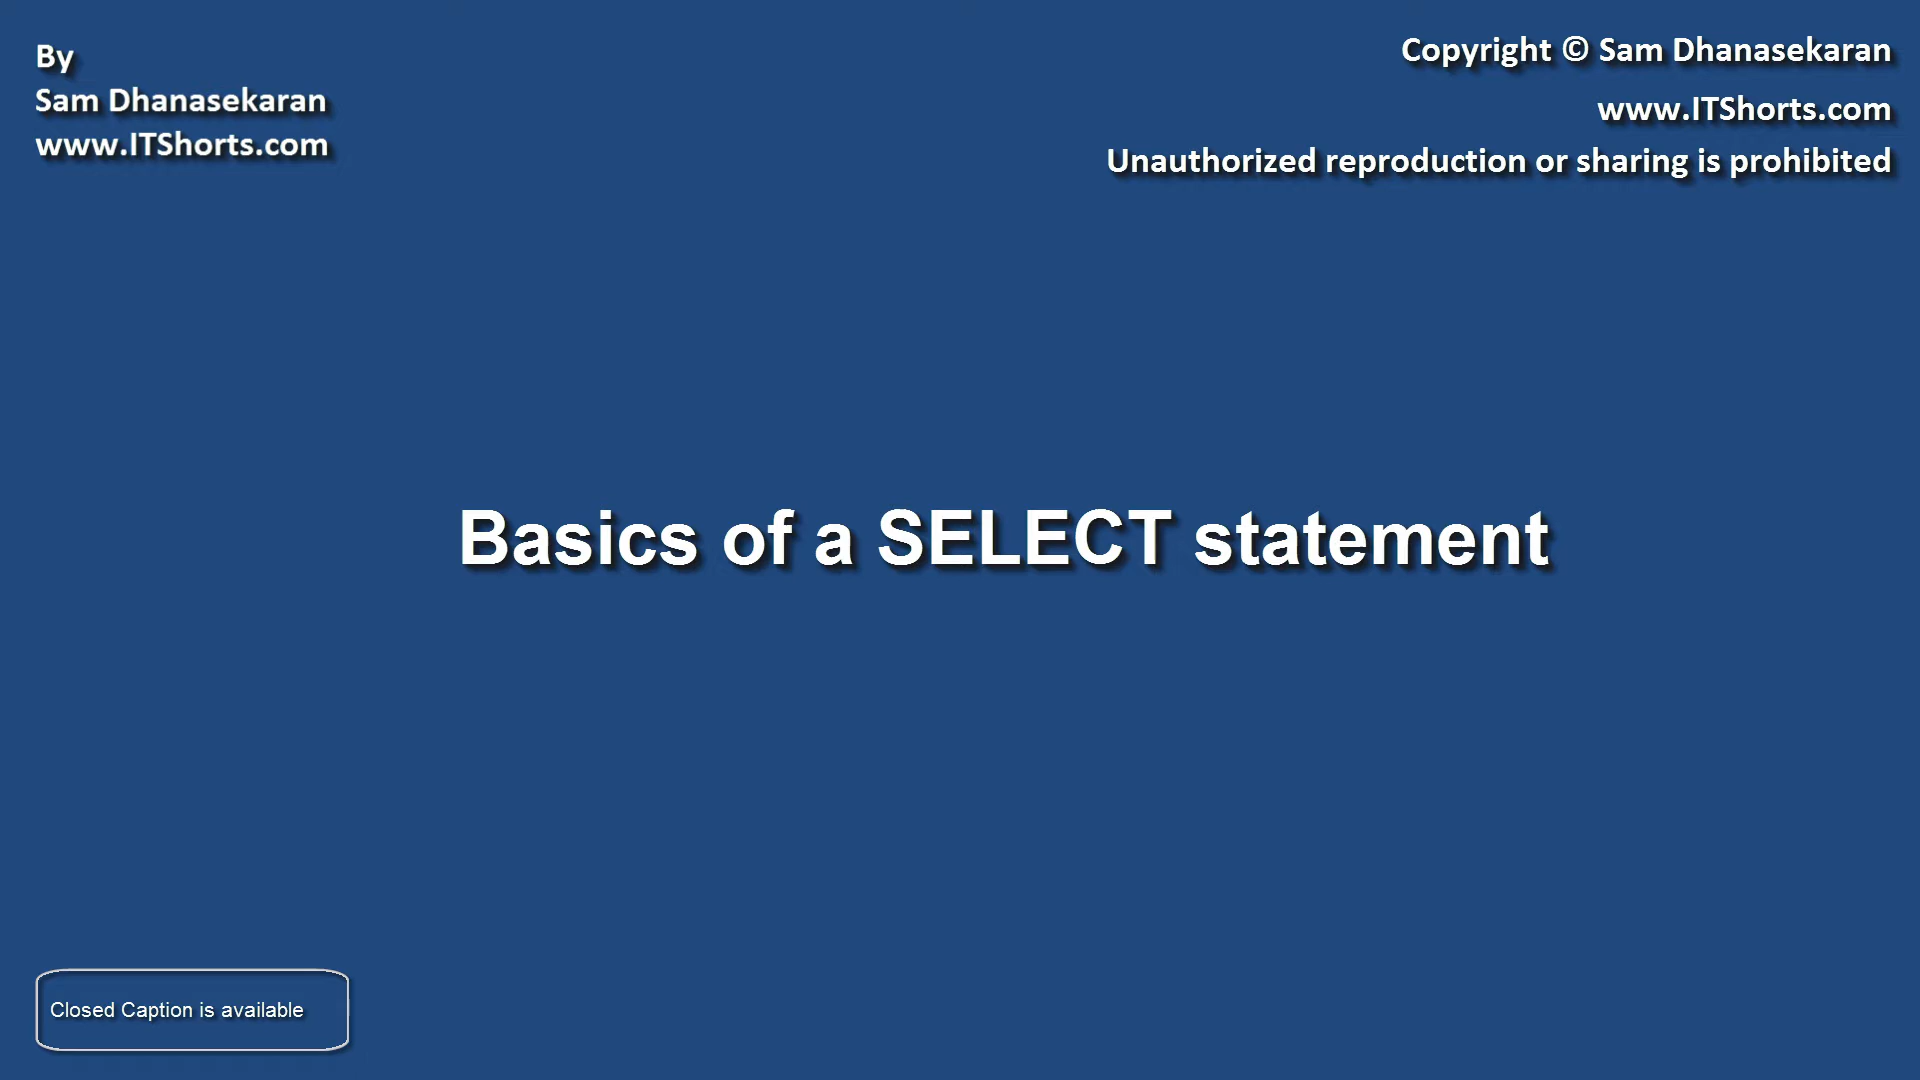 By
Sam Dhanasekaran
www.ITShorts.com
Copyright © Sam Dhanasekaran
www.ITShorts.com
Unauthorized reproduction or sharing is prohibited
Basics of a SELECT statement
Closed Caption is available